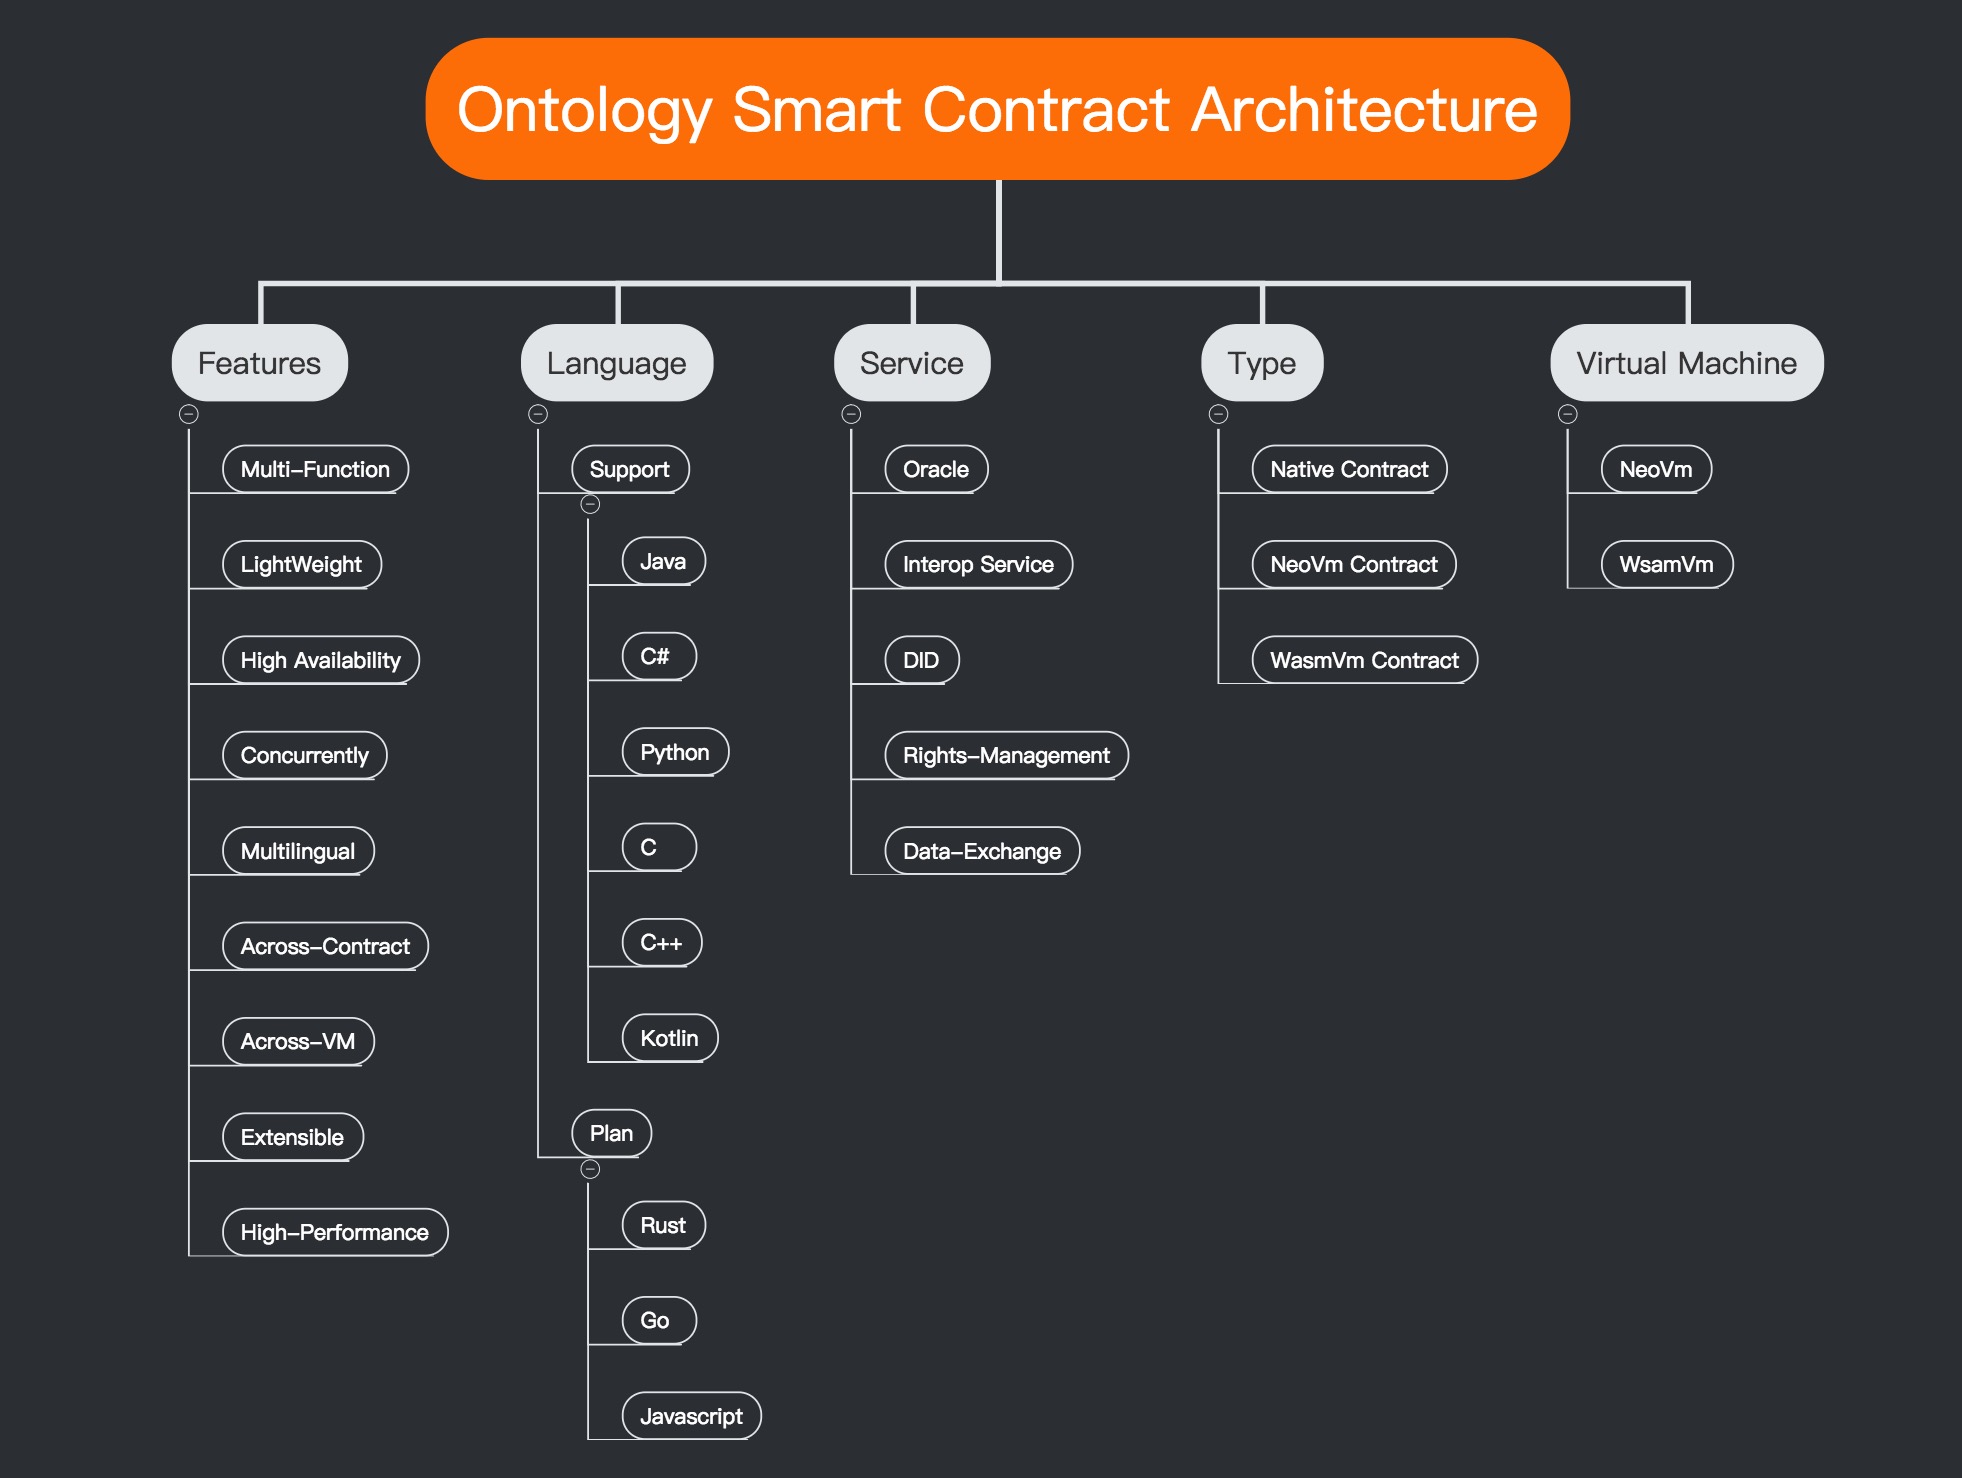 Ontology Smart Contract Architecture
Features
Multi-Function
LightWeight
High Availability
Concurrently
Multilingual
Across-Contract
Across-VM
Extensible
High-Performance
Language
Support
Java
C#
Python
C
C++
Kotlin
Plan
Rust
Go
Javascript
Service
Oracle
Interop Service
DID
Rights-Management
Data-Exchange
Type
Native Contract
NeoVm Contract
WasmVm Contract
Virtual Machine
NeoVm
WsamVm